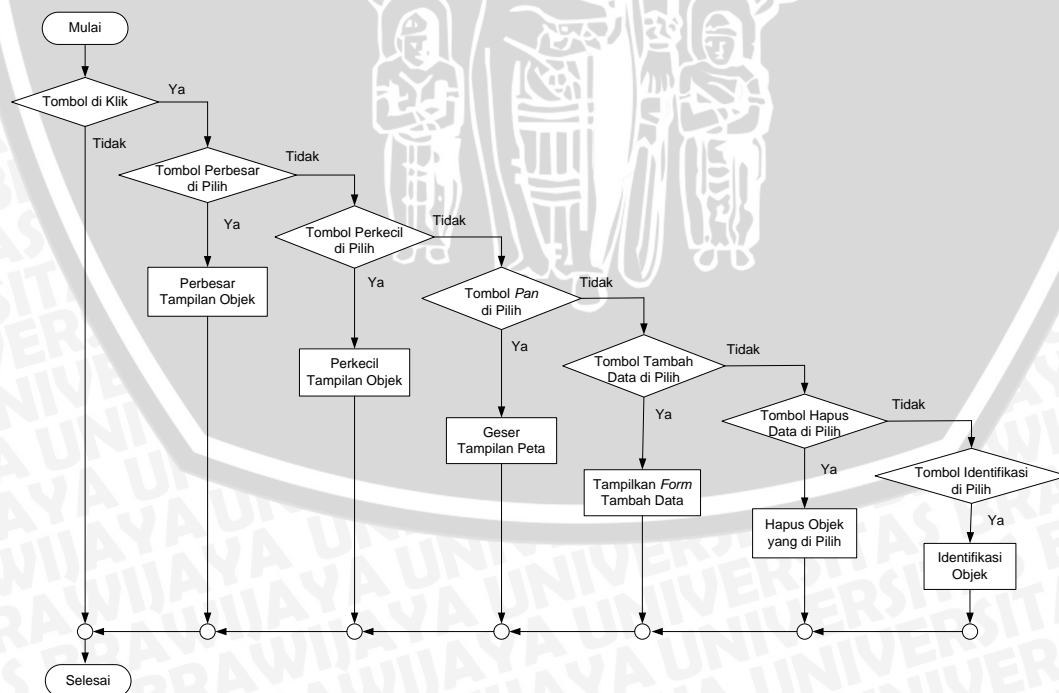 Mulai
Tombol di Klik
Ya
Tidak
Tombol Perbesar
di Pilih
Tidak
Ya
Perbesar
Tampilan Objek
Tombol Perkecil
di Pilih
Tidak
Ya
Perkecil
Tampilan Objek
Tombol Pan
di Pilih
Tidak
Ya
Geser
Tampilan Peta
Tombol Tambah
Data di Pilih
Tidak
Ya
Tampilkan Form
Tambah Data
Tombol Hapus
Data di Pilih
Tidak
Ya
Hapus Objek
yang di Pilih
Tombol Identifikasi
di Pilih
Ya
Identifikasi
Objek
Selesai